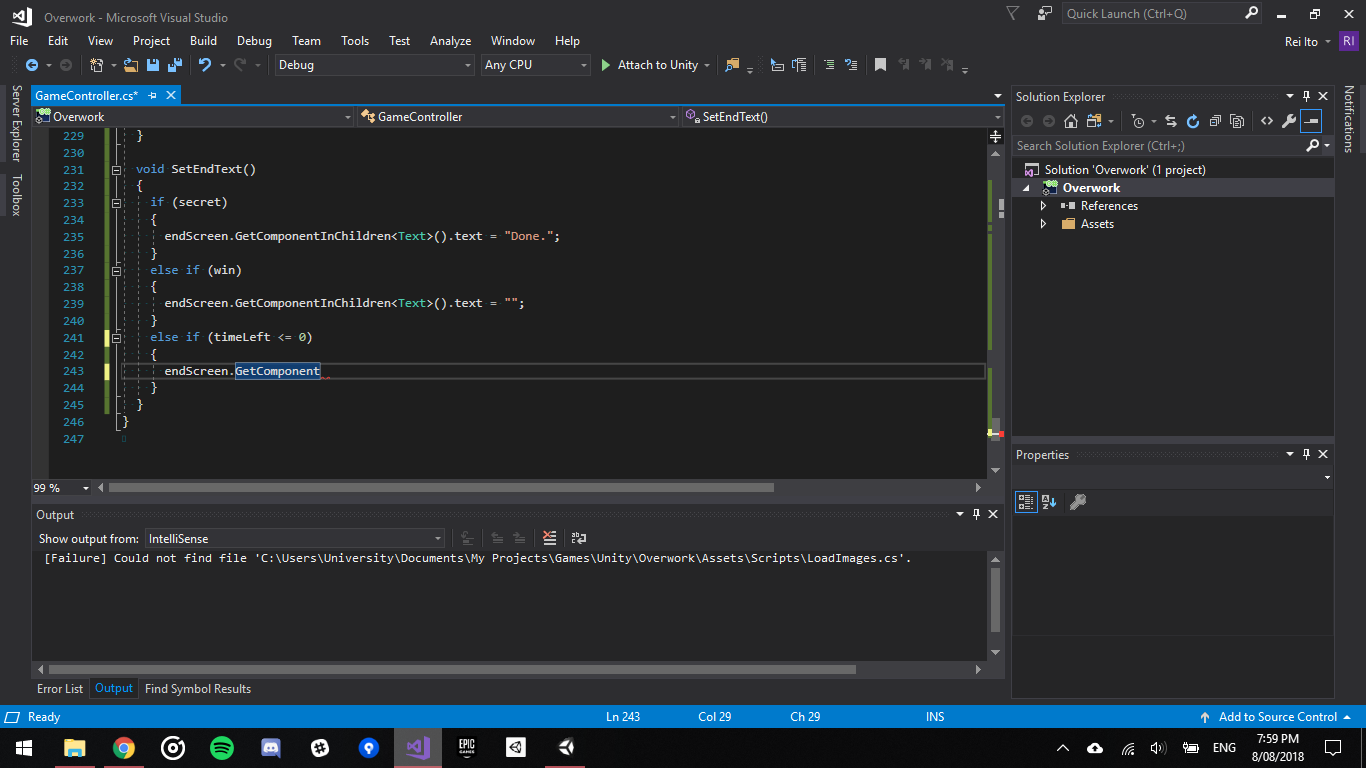 Overwork - Microsoft Visual Studio
Quick Launch (Ctrl+Q)
File Edit View Project Build Debug Team Tools Test Analyze Window Help
Rei Ito RI
Debug Any CPU Attach to Unity
Server Explorer
Toolbox
GameController.cs*
Overwork GameController SetEndText()
229 }
230
231 void SetEndText()
232 {
233 if (secret)
234 {
235 endScreen.GetComponentInChildren<Text>().text = "Done.";
236 }
237 else if (win)
238 {
239 endScreen.GetComponentInChildren<Text>().text = "";
240 }
241 else if (timeLeft <= 0)
242 {
243 endScreen.GetComponent
244 }
245 }
246 }
247
99 %
Output
Show output from: IntelliSense
[Failure] Could not find file 'C:\Users\University\Documents\My Projects\Games\Unity\Overwork\Assets\Scripts\LoadImages.cs'.
Error List Output Find Symbol Results
Solution Explorer
Search Solution Explorer (Ctrl+;)
Solution 'Overwork' (1 project)
Overwork
References
Assets
Properties
Notifications
Ready Ln 243 Col 29 Ch 29 INS Add to Source Control
EPIC
GAMES
ENG
7:59 PM
8/08/2018